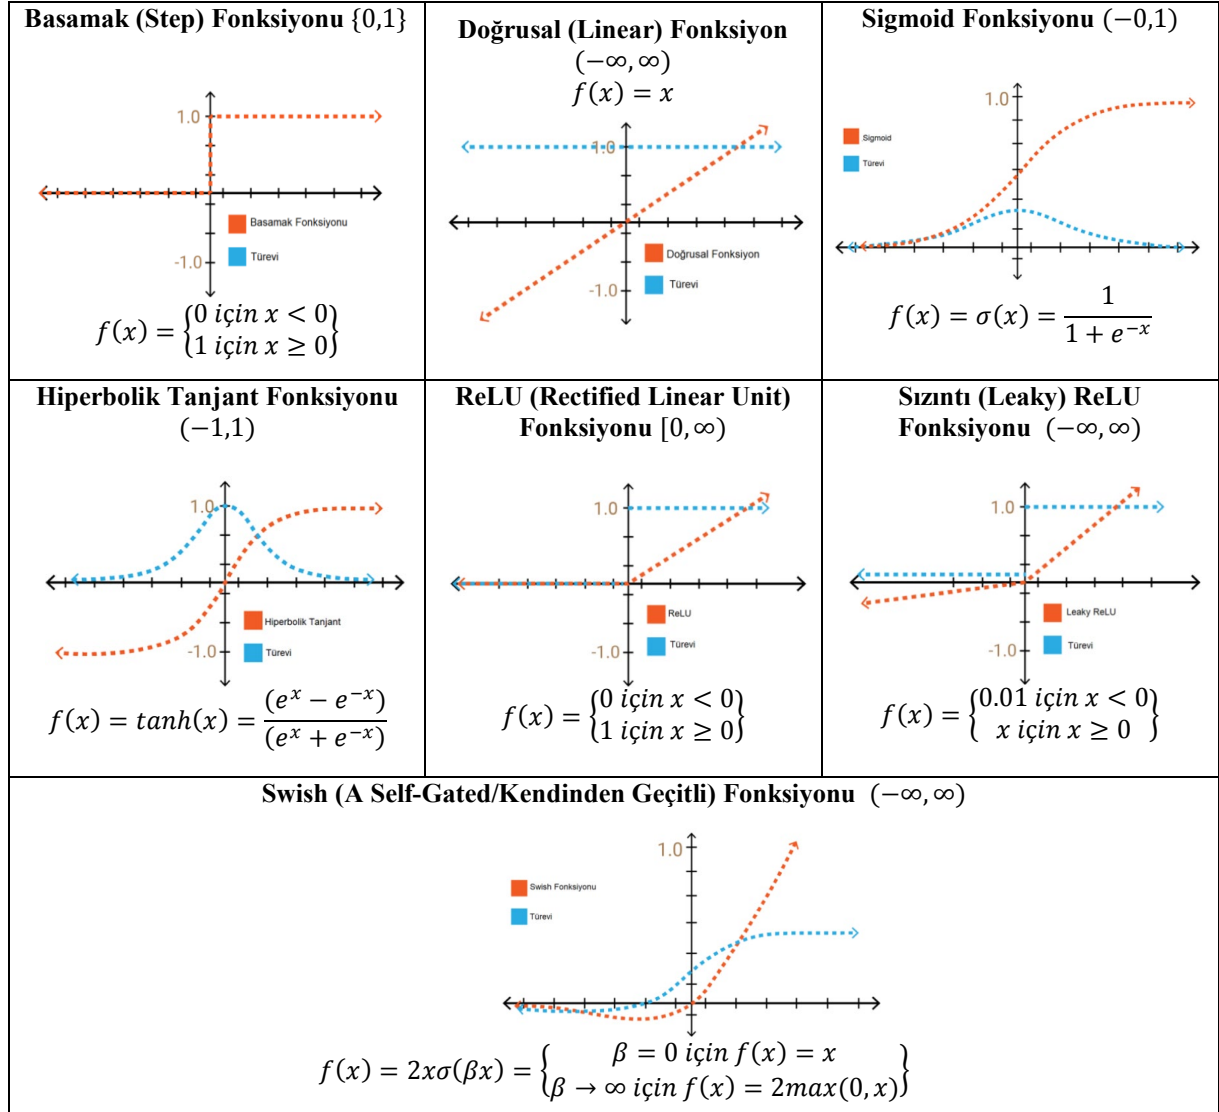 Basamak (Step) Fonksiyonu {0,1}
1.0
Basamak Fonksiyonu
Türevi
-1.0
f(x) = {0 için x < 0
1 için x ≥ 0}
Doğrusal (Linear) Fonksiyon
(−∞, ∞)
f(x) = x
1.0
Doğrusal Fonksiyon
Türevi
-1.0
Sigmoid Fonksiyonu (−0,1)
1.0
Sigmoid
Türevi
f(x) = σ(x) = 1 / (1 + e^{−x})
Hiperbolik Tanjant Fonksiyonu
(−1,1)
1.0
Hiperbolik Tanjant
Türevi
-1.0
f(x) = tanh(x) = (e^x − e^{−x}) / (e^x + e^{−x})
ReLU (Rectified Linear Unit)
Fonksiyonu [0, ∞)
1.0
ReLU
Türevi
-1.0
f(x) = {0 için x < 0
1 için x ≥ 0}
Sızıntı (Leaky) ReLU
Fonksiyonu (−∞, ∞)
1.0
Leaky ReLU
Türevi
-1.0
f(x) = {0.01 için x < 0
x için x ≥ 0}
Swish (A Self-Gated/Kendinden Geçitli) Fonksiyonu (−∞, ∞)
1.0
Swish Fonksiyonu
Türevi
f(x) = 2xσ(βx) = {β = 0 için f(x) = x
β → ∞ için f(x) = 2max(0, x)}